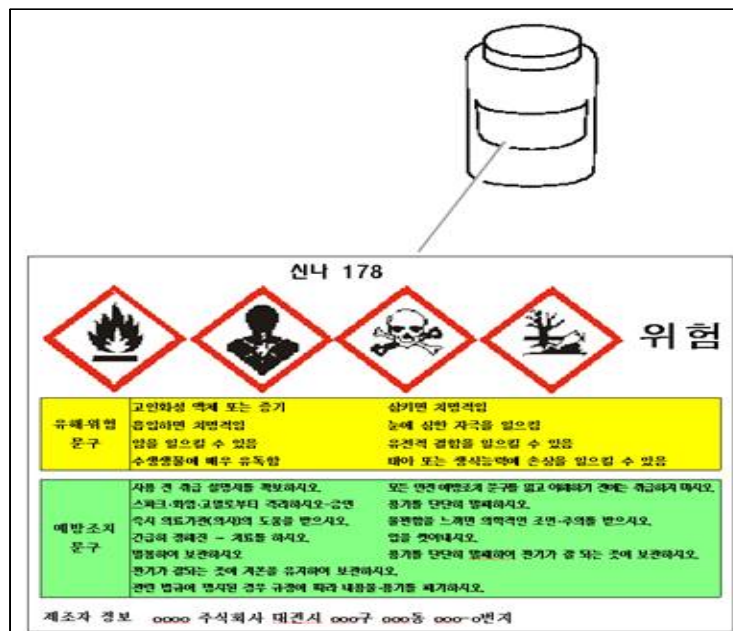 신나 178
위험
유해·위험 문구
고인화성 액체 또는 증기 삼키면 치명적임
흡입하면 치명적임 눈에 심한 자극을 일으킴
암을 일으킬 수 있음 유전적 결함을 일으킬 수 있음
수생생물에 매우 유독함 태아 또는 생식능력에 손상을 일으킬 수 있음
예방조치 문구
사용 전 취급 설명서를 확보하시오. 모든 안전 예방조치 문구를 읽고 이해하기 전에는 취급하지 마시오.
스파크·화염·고열로부터 격리하시오-금연 용기를 단단히 밀폐하시오.
즉시 의료기관(의사)의 도움을 받으시오. 불편함을 느끼면 의학적인 조언·주의를 받으시오.
긴급히 정해진 - 치료를 하시오. 입을 씻어내시오.
밀봉하여 보관하시오 용기를 단단히 밀폐하여 환기가 잘 되는 곳에 보관하시오.
환기가 잘되는 곳에 저온을 유지하여 보관하시오.
관련 법규에 명시된 경우 규정에 따라 내용물·용기를 폐기하시오.
제조자 정보 oooo 주식회사 대전시 ooo구 ooo동 ooo-o번지